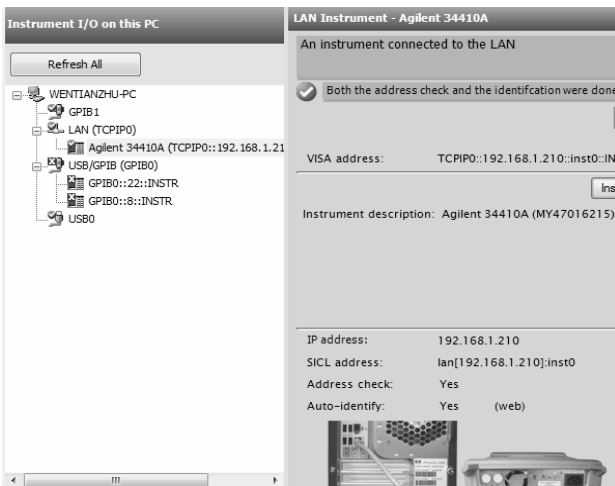 Instrument I/O on this PC
Refresh All
WENTIANZHU-PC
GPIB1
LAN (TCPIP0)
Agilent 34410A (TCPIP0::192.168.1.21
USB/GPIB (GPIB0)
GPIB0::22::INSTR
GPIB0::8::INSTR
USB0
LAN Instrument - Agilent 34410A
An instrument connected to the LAN
Both the address check and the identifcation were done
VISA address: TCPIP0::192.168.1.210::inst0::IN
Ins
Instrument description: Agilent 34410A (MY47016215)
IP address: 192.168.1.210
SICL address: lan[192.168.1.210]:inst0
Address check: Yes
Auto-identify: Yes (web)